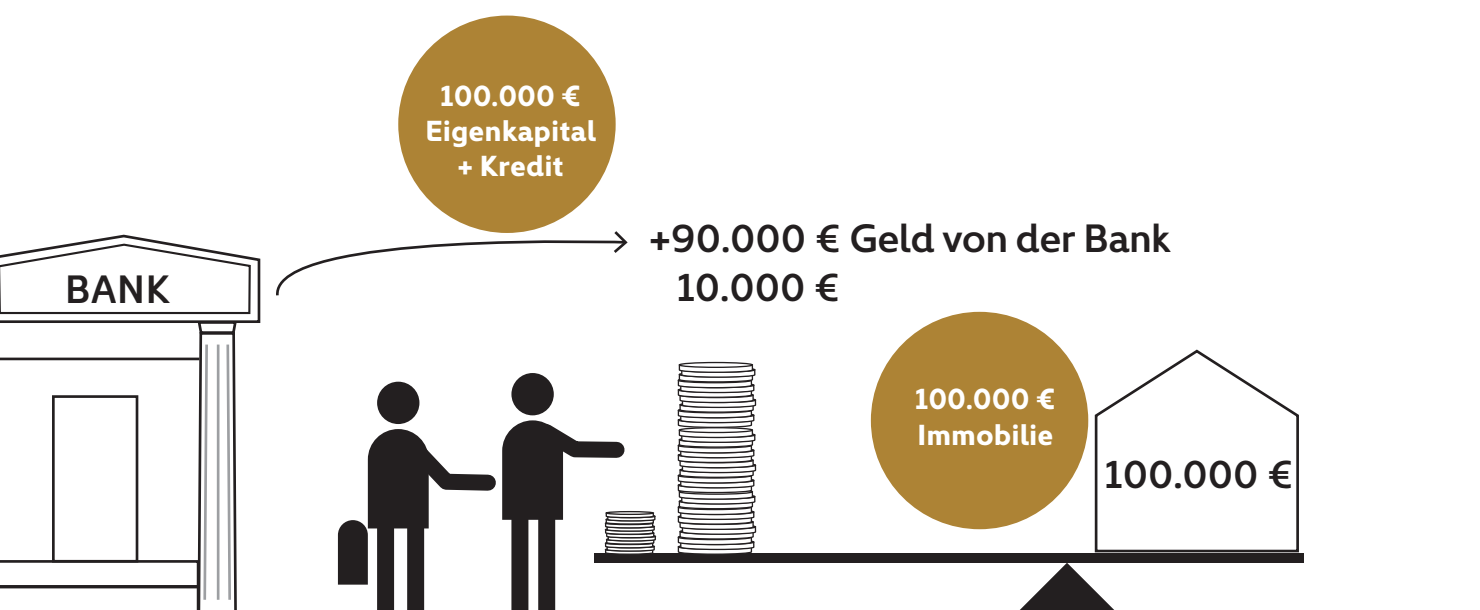 100.000 €
Eigenkapital
+ Kredit
+90.000 € Geld von der Bank
10.000 €
BANK
100.000 €
Immobilie
100.000 €